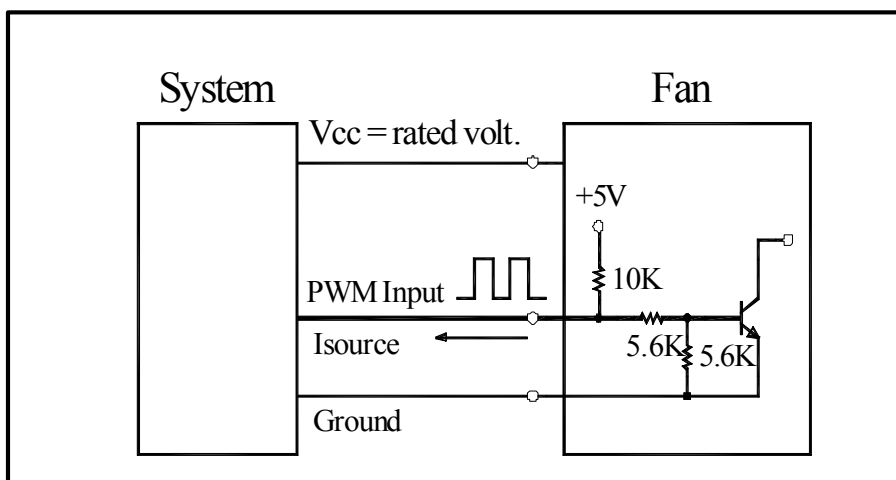 System
Fan
Vcc = rated volt.
+5V
10K
PWM Input
Isource
5.6K
5.6K
Ground